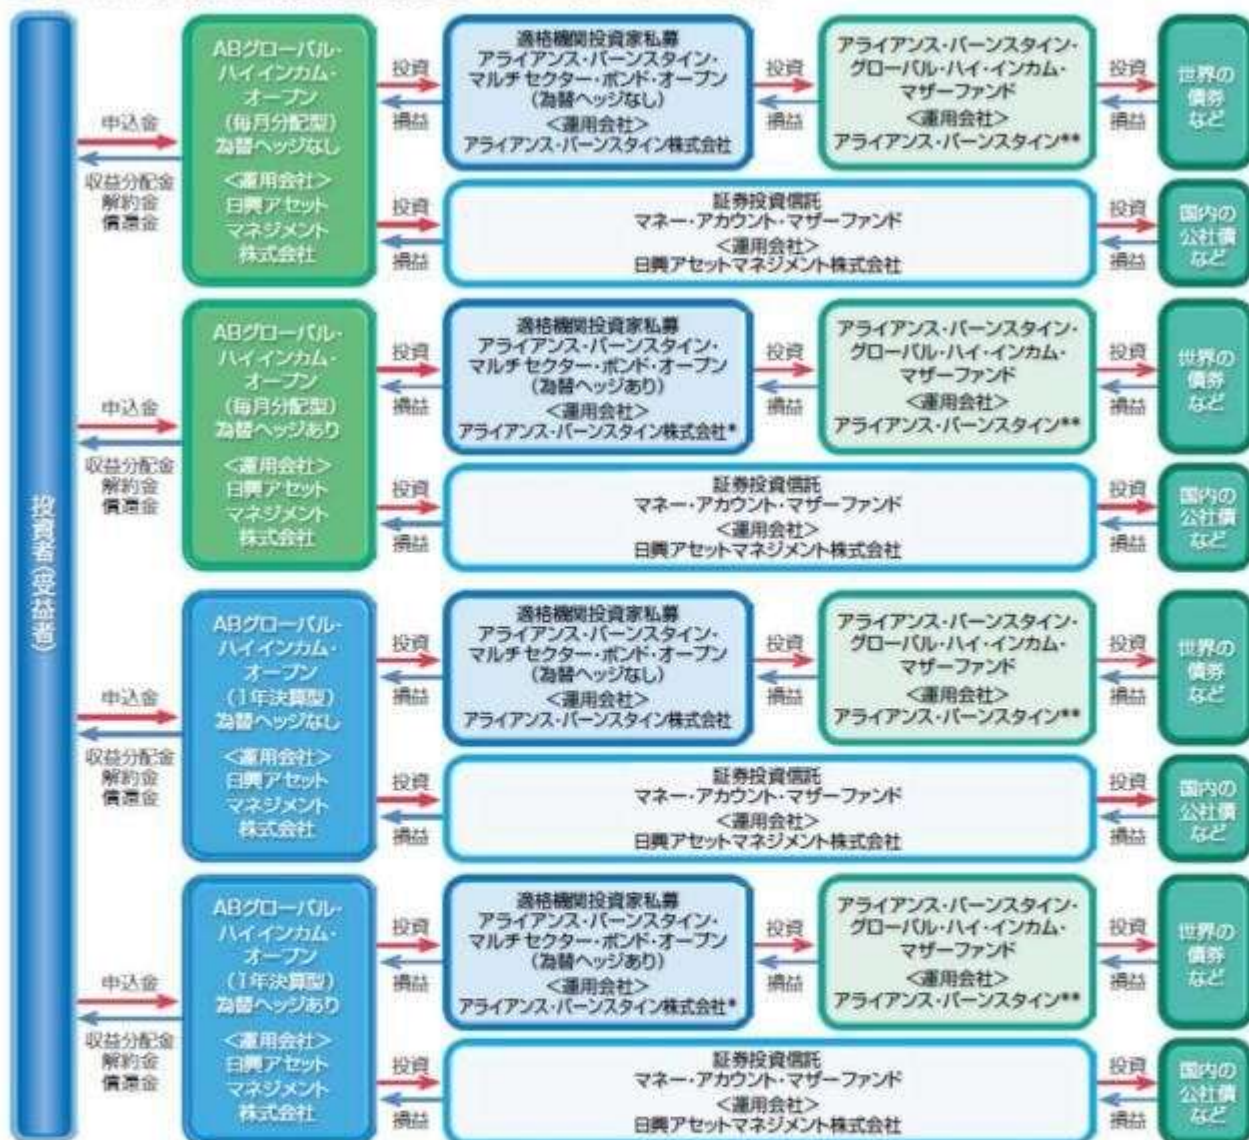 投資者(受益者)
申込金
収益分配金
解約金
償還金
ABグローバル・
ハイインカム・
オープン
(毎月分配型)
為替ヘッジなし
<運用会社>
日興アセット
マネジメント
株式会社
投資
損益
適格機関投資家私募
アライアンス・バーンスタイン・
マルチセクター・ボンド・オープン
(為替ヘッジなし)
<運用会社>
アライアンス・バーンスタイン株式会社
投資
損益
アライアンス・バーンスタイン・
グローバル・ハイ・インカム・
マザーファンド
<運用会社>
アライアンス・バーンスタイン**
投資
損益
世界の
債券
など
投資
損益
証券投資信託
マネー・アカウント・マザーファンド
<運用会社>
日興アセットマネジメント株式会社
投資
損益
国内の
公社債
など
申込金
収益分配金
解約金
償還金
ABグローバル・
ハイインカム・
オープン
(毎月分配型)
為替ヘッジあり
<運用会社>
日興アセット
マネジメント
株式会社
投資
損益
適格機関投資家私募
アライアンス・バーンスタイン・
マルチセクター・ボンド・オープン
(為替ヘッジあり)
<運用会社>
アライアンス・バーンスタイン株式会社*
投資
損益
アライアンス・バーンスタイン・
グローバル・ハイ・インカム・
マザーファンド
<運用会社>
アライアンス・バーンスタイン**
投資
損益
世界の
債券
など
投資
損益
証券投資信託
マネー・アカウント・マザーファンド
<運用会社>
日興アセットマネジメント株式会社
投資
損益
国内の
公社債
など
申込金
収益分配金
解約金
償還金
ABグローバル・
ハイインカム・
オープン
(1年決算型)
為替ヘッジなし
<運用会社>
日興アセット
マネジメント
株式会社
投資
損益
適格機関投資家私募
アライアンス・バーンスタイン・
マルチセクター・ボンド・オープン
(為替ヘッジなし)
<運用会社>
アライアンス・バーンスタイン株式会社
投資
損益
アライアンス・バーンスタイン・
グローバル・ハイ・インカム・
マザーファンド
<運用会社>
アライアンス・バーンスタイン**
投資
損益
世界の
債券
など
投資
損益
証券投資信託
マネー・アカウント・マザーファンド
<運用会社>
日興アセットマネジメント株式会社
投資
損益
国内の
公社債
など
申込金
収益分配金
解約金
償還金
ABグローバル・
ハイインカム・
オープン
(1年決算型)
為替ヘッジあり
<運用会社>
日興アセット
マネジメント
株式会社
投資
損益
適格機関投資家私募
アライアンス・バーンスタイン・
マルチセクター・ボンド・オープン
(為替ヘッジあり)
<運用会社>
アライアンス・バーンスタイン株式会社*
投資
損益
アライアンス・バーンスタイン・
グローバル・ハイ・インカム・
マザーファンド
<運用会社>
アライアンス・バーンスタイン**
投資
損益
世界の
債券
など
投資
損益
証券投資信託
マネー・アカウント・マザーファンド
<運用会社>
日興アセットマネジメント株式会社
投資
損益
国内の
公社債
など